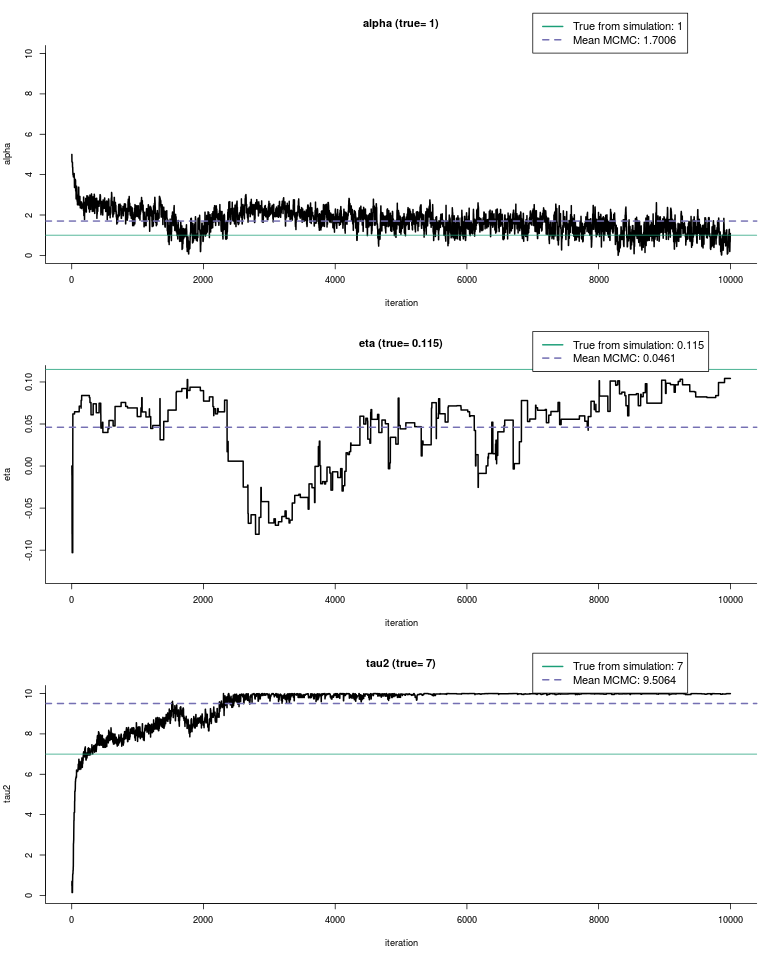 alpha (true= 1)
True from simulation: 1
Mean MCMC: 1.7006
10
8
6
4
2
0
alpha
0 2000 4000 6000 8000 10000
iteration
eta (true= 0.115)
True from simulation: 0.115
Mean MCMC: 0.0461
0.10
0.05
0.00
-0.05
-0.10
eta
0 2000 4000 6000 8000 10000
iteration
tau2 (true= 7)
True from simulation: 7
Mean MCMC: 9.5064
10
8
6
4
2
0
tau2
0 2000 4000 6000 8000 10000
iteration